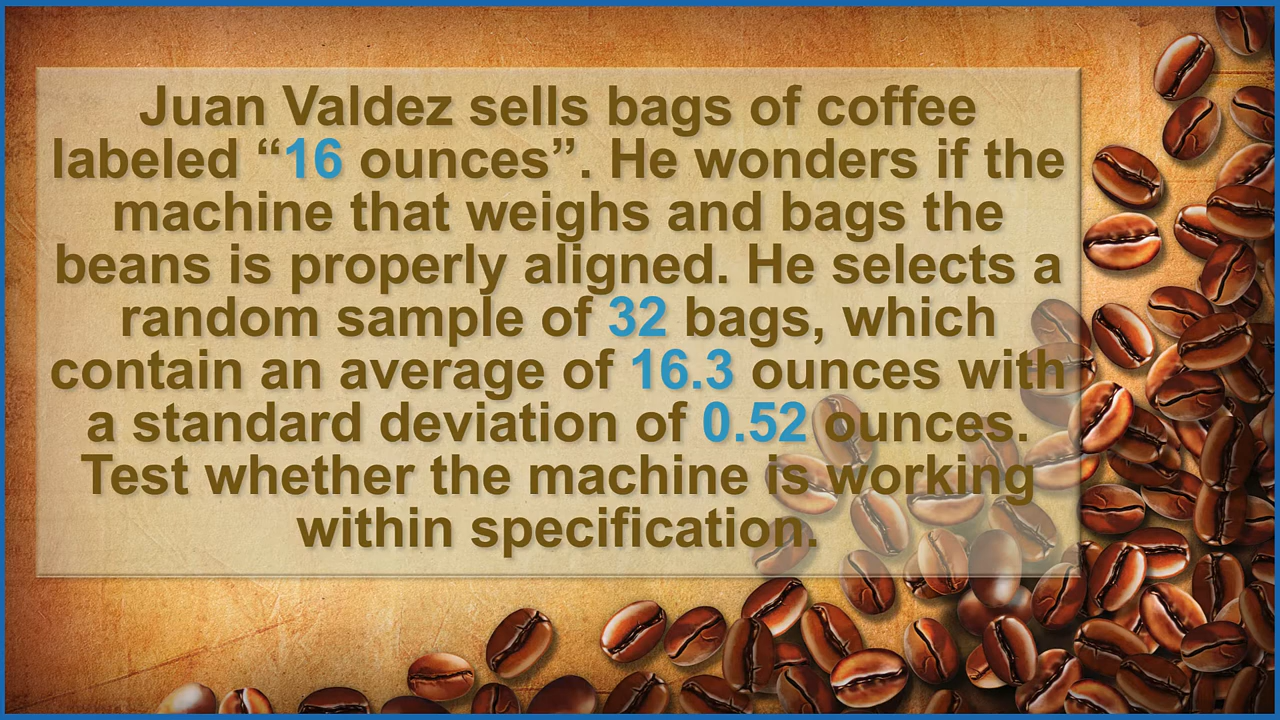 Juan Valdez sells bags of coffee
labeled “16 ounces”. He wonders if the
machine that weighs and bags the
beans is properly aligned. He selects a
random sample of 32 bags, which
contain an average of 16.3 ounces with
a standard deviation of 0.52 ounces.
Test whether the machine is working
within specification.